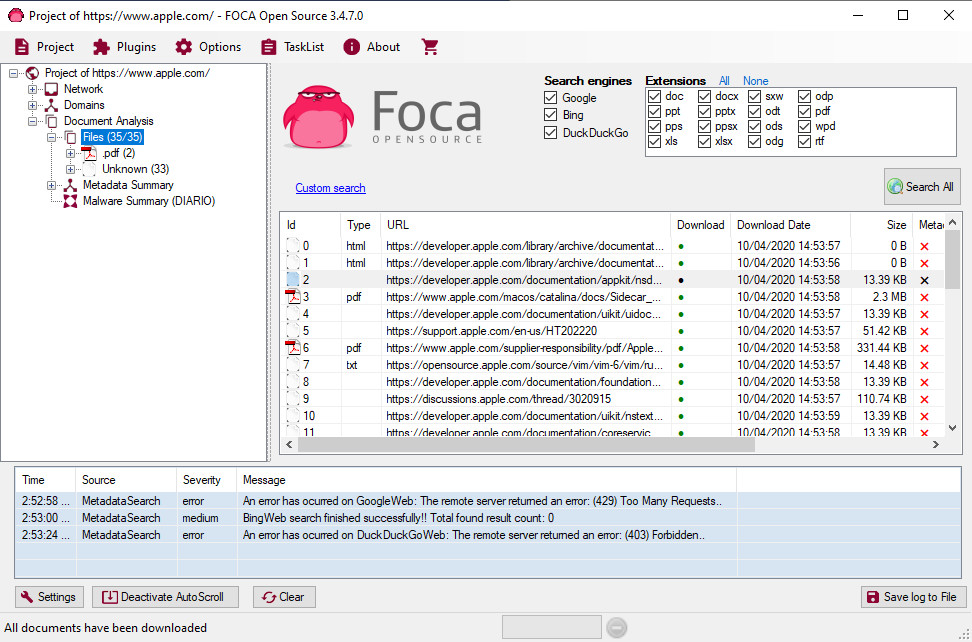 Project of https://www.apple.com/ - FOCA Open Source 3.4.7.0
Project Plugins Options TaskList About
Project of https://www.apple.com/
Network
Domains
Document Analysis
Files (35/35)
.pdf (2)
Unknown (33)
Metadata Summary
Malware Summary (DIARIO)
Foca
OPENSOURCE
Search engines
Google
Bing
DuckDuckGo
Extensions All None
doc docx sxw odp
ppt pptx odt pdf
pps ppsx ods wpd
xls xlsx odg rtf
Custom search
Search All
Id Type URL Download Download Date Size Metac
0 html https://developer.apple.com/library/archive/documentat... 10/04/2020 14:53:57 0 B
1 html https://developer.apple.com/library/archive/documentat... 10/04/2020 14:53:56 0 B
2 https://developer.apple.com/documentation/appkit/nsd... 10/04/2020 14:53:58 13.39 KB
3 pdf https://www.apple.com/macos/catalina/docs/Sidecar_... 10/04/2020 14:53:58 2.3 MB
4 https://developer.apple.com/documentation/uikit/uidoc... 10/04/2020 14:53:57 13.39 KB
5 https://support.apple.com/en-us/HT202220 10/04/2020 14:53:57 51.42 KB
6 pdf https://www.apple.com/supplier-responsibility/pdf/Apple... 10/04/2020 14:53:58 331.44 KB
7 txt https://opensource.apple.com/source/vim/vim-6/vim/ru... 10/04/2020 14:53:57 14.48 KB
8 https://developer.apple.com/documentation/foundation... 10/04/2020 14:53:58 13.39 KB
9 https://discussions.apple.com/thread/3020915 10/04/2020 14:53:57 110.74 KB
10 https://developer.apple.com/documentation/uikit/nstext... 10/04/2020 14:53:59 13.39 KB
11 https://developer.apple.com/documentation/coreservic 10/04/2020 14:53:58 13.39 KB
Time Source Severity Message
2:52:58 ... MetadataSearch error An error has ocurred on GoogleWeb: The remote server returned an error: (429) Too Many Requests..
2:53:00 ... MetadataSearch medium BingWeb search finished successfully!! Total found result count: 0
2:53:24 ... MetadataSearch error An error has ocurred on DuckDuckGoWeb: The remote server returned an error: (403) Forbidden..
Settings Deactivate AutoScroll Clear Save log to File
All documents have been downloaded